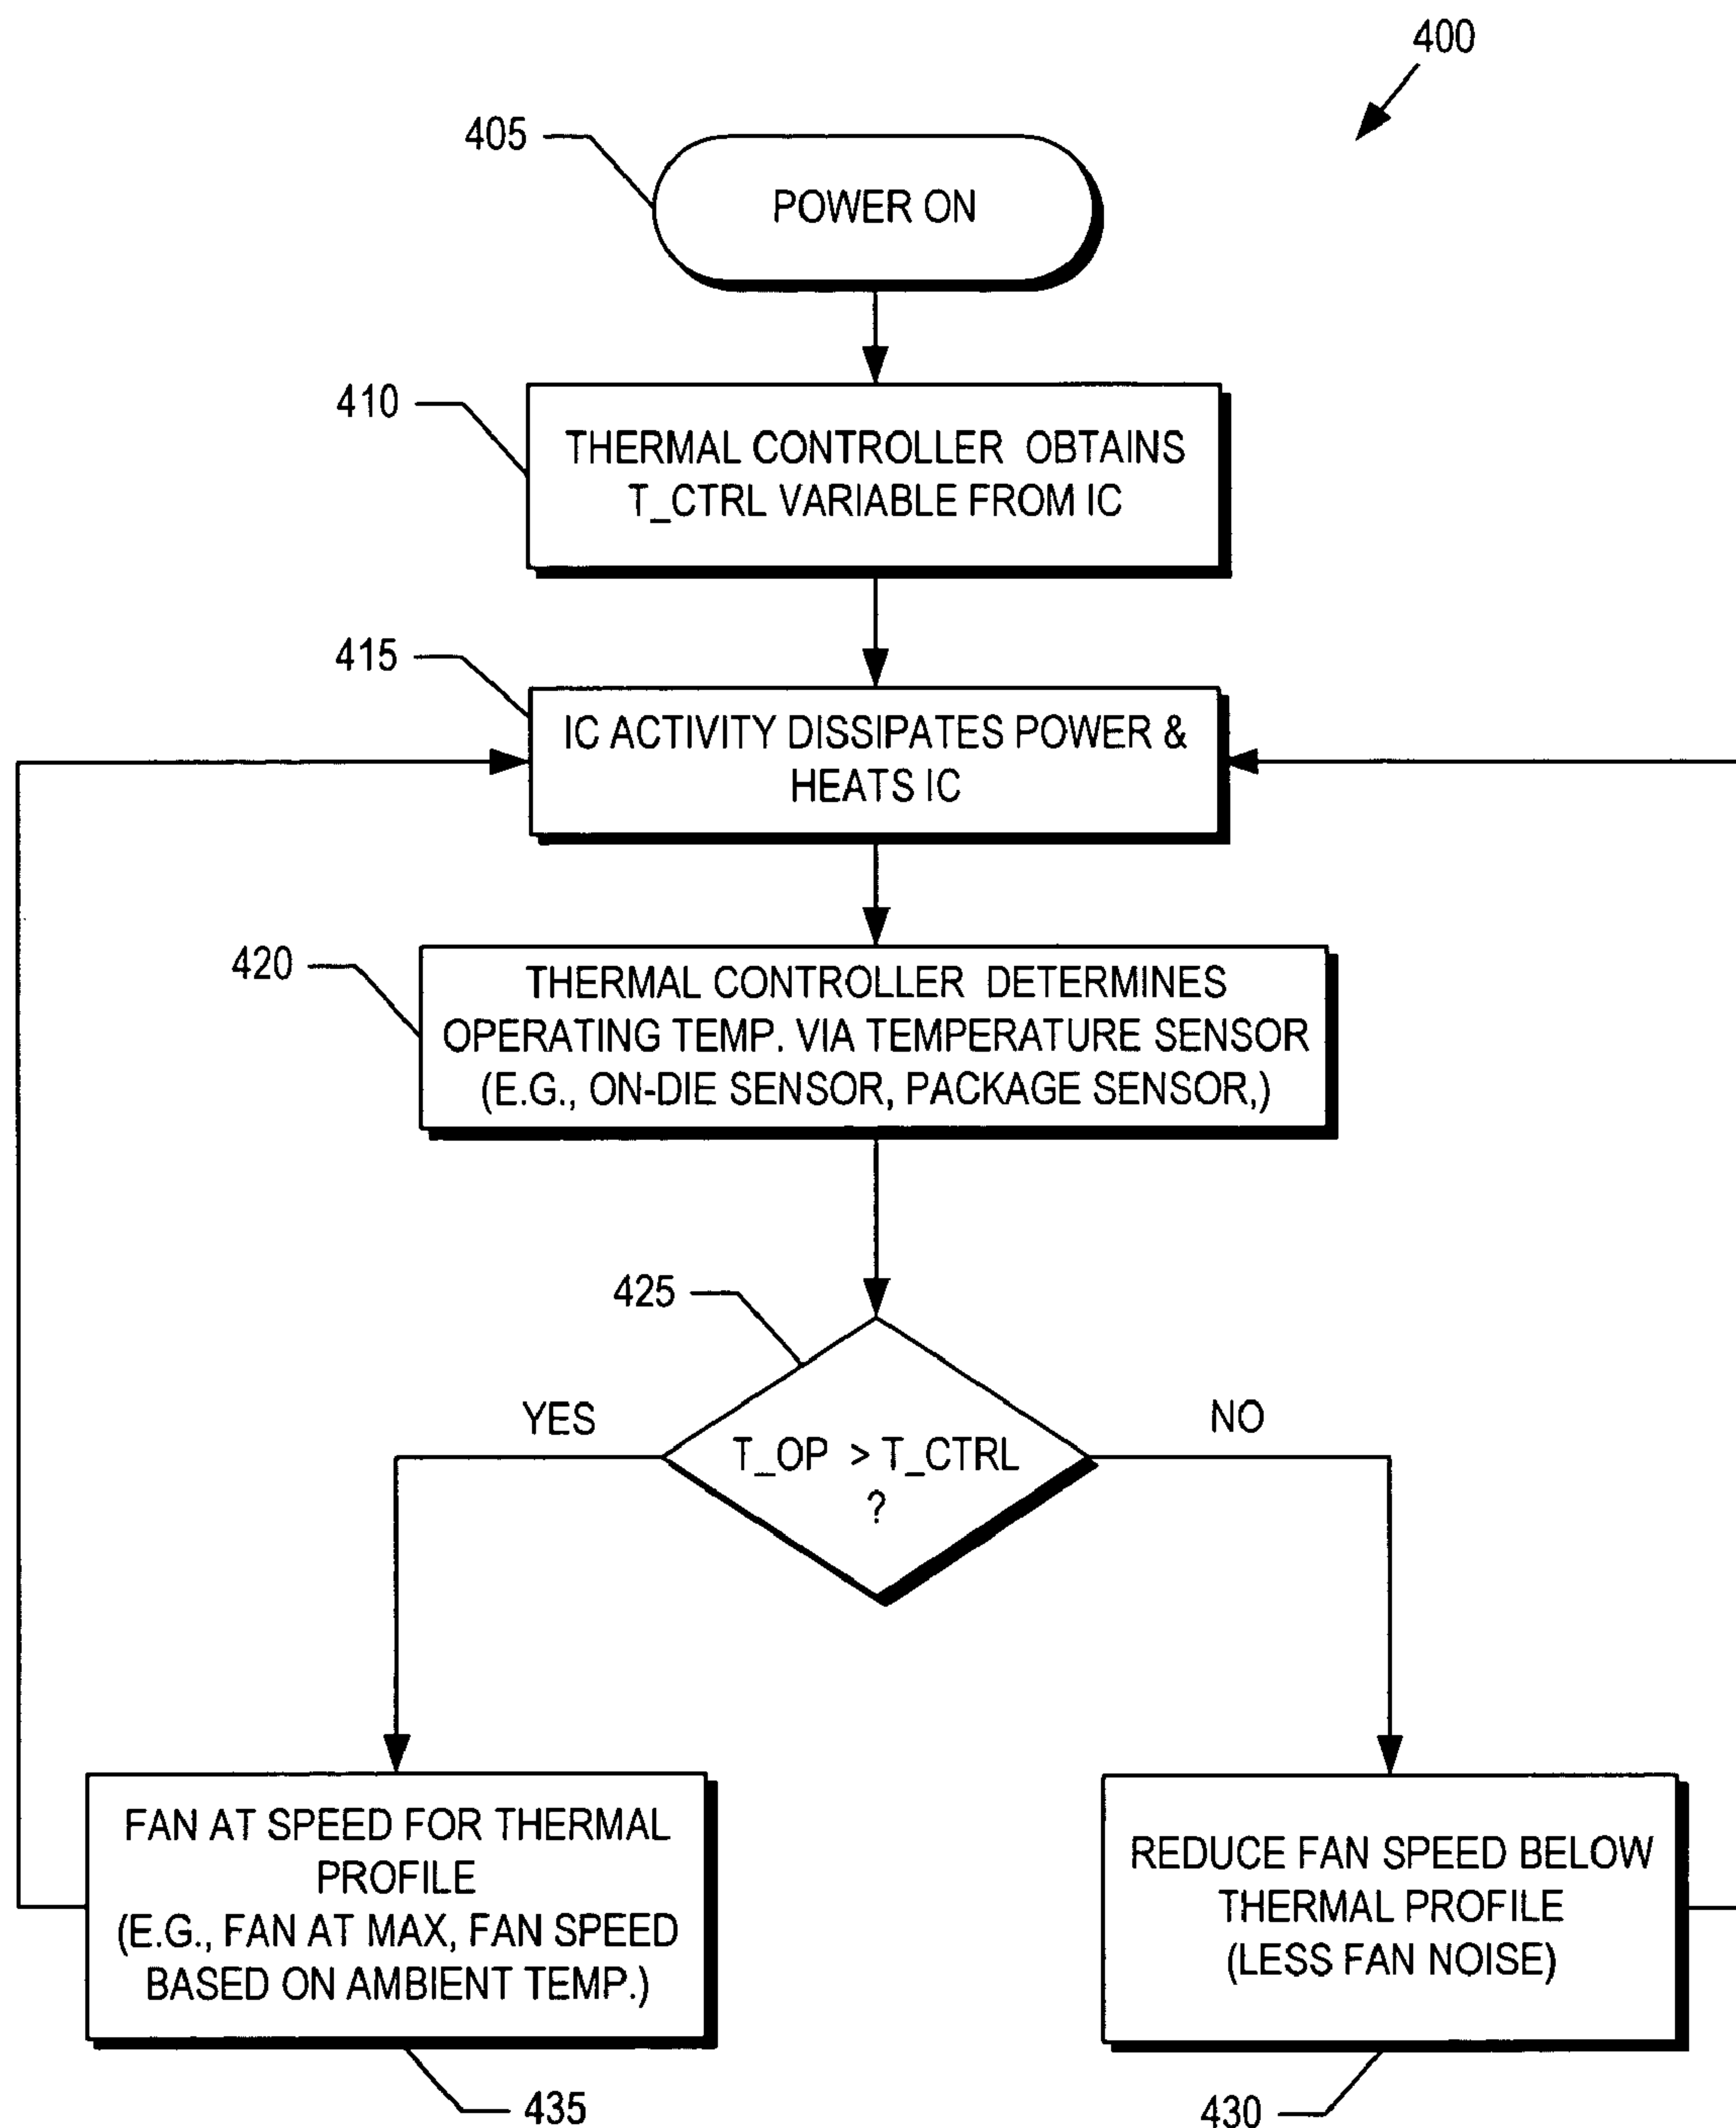 400
405
POWER ON
410
THERMAL CONTROLLER OBTAINS
T_CTRL VARIABLE FROM IC
415
IC ACTIVITY DISSIPATES POWER &
HEATS IC
420
THERMAL CONTROLLER DETERMINES
OPERATING TEMP. VIA TEMPERATURE SENSOR
(E.G., ON-DIE SENSOR, PACKAGE SENSOR,)
425
YES
NO
T_OP > T_CTRL
?
FAN AT SPEED FOR THERMAL
PROFILE
(E.G., FAN AT MAX, FAN SPEED
BASED ON AMBIENT TEMP.)
435
REDUCE FAN SPEED BELOW
THERMAL PROFILE
(LESS FAN NOISE)
430